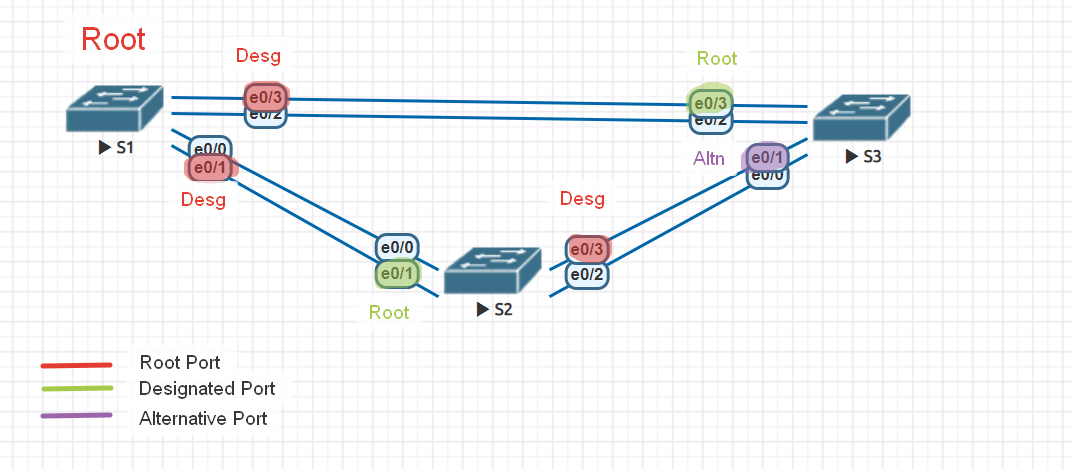 Root
Desg
Root
e0/3
e0/2
e0/3
e0/2
S1
S3
e0/0
e0/1
Altn
e0/1
e0/0
Desg
Desg
e0/0
e0/1
e0/3
e0/2
S2
Root
Root Port
Designated Port
Alternative Port